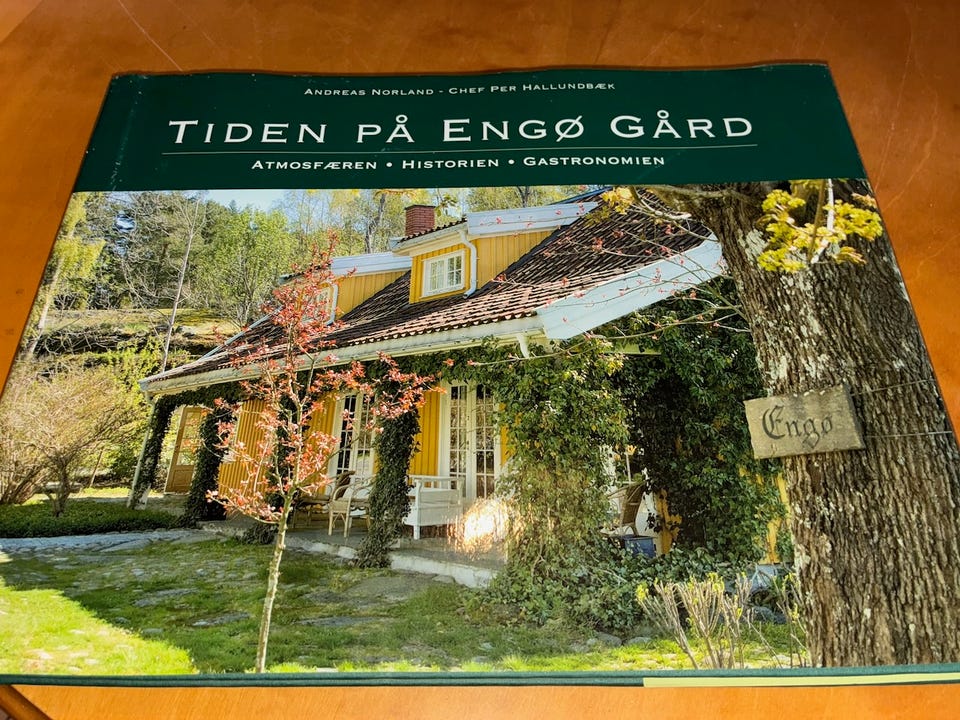 Andreas Norland - Chef Per Hallundbæk
Tiden på Engø Gård
Atmosfæren • Historien • Gastronomien
Engø